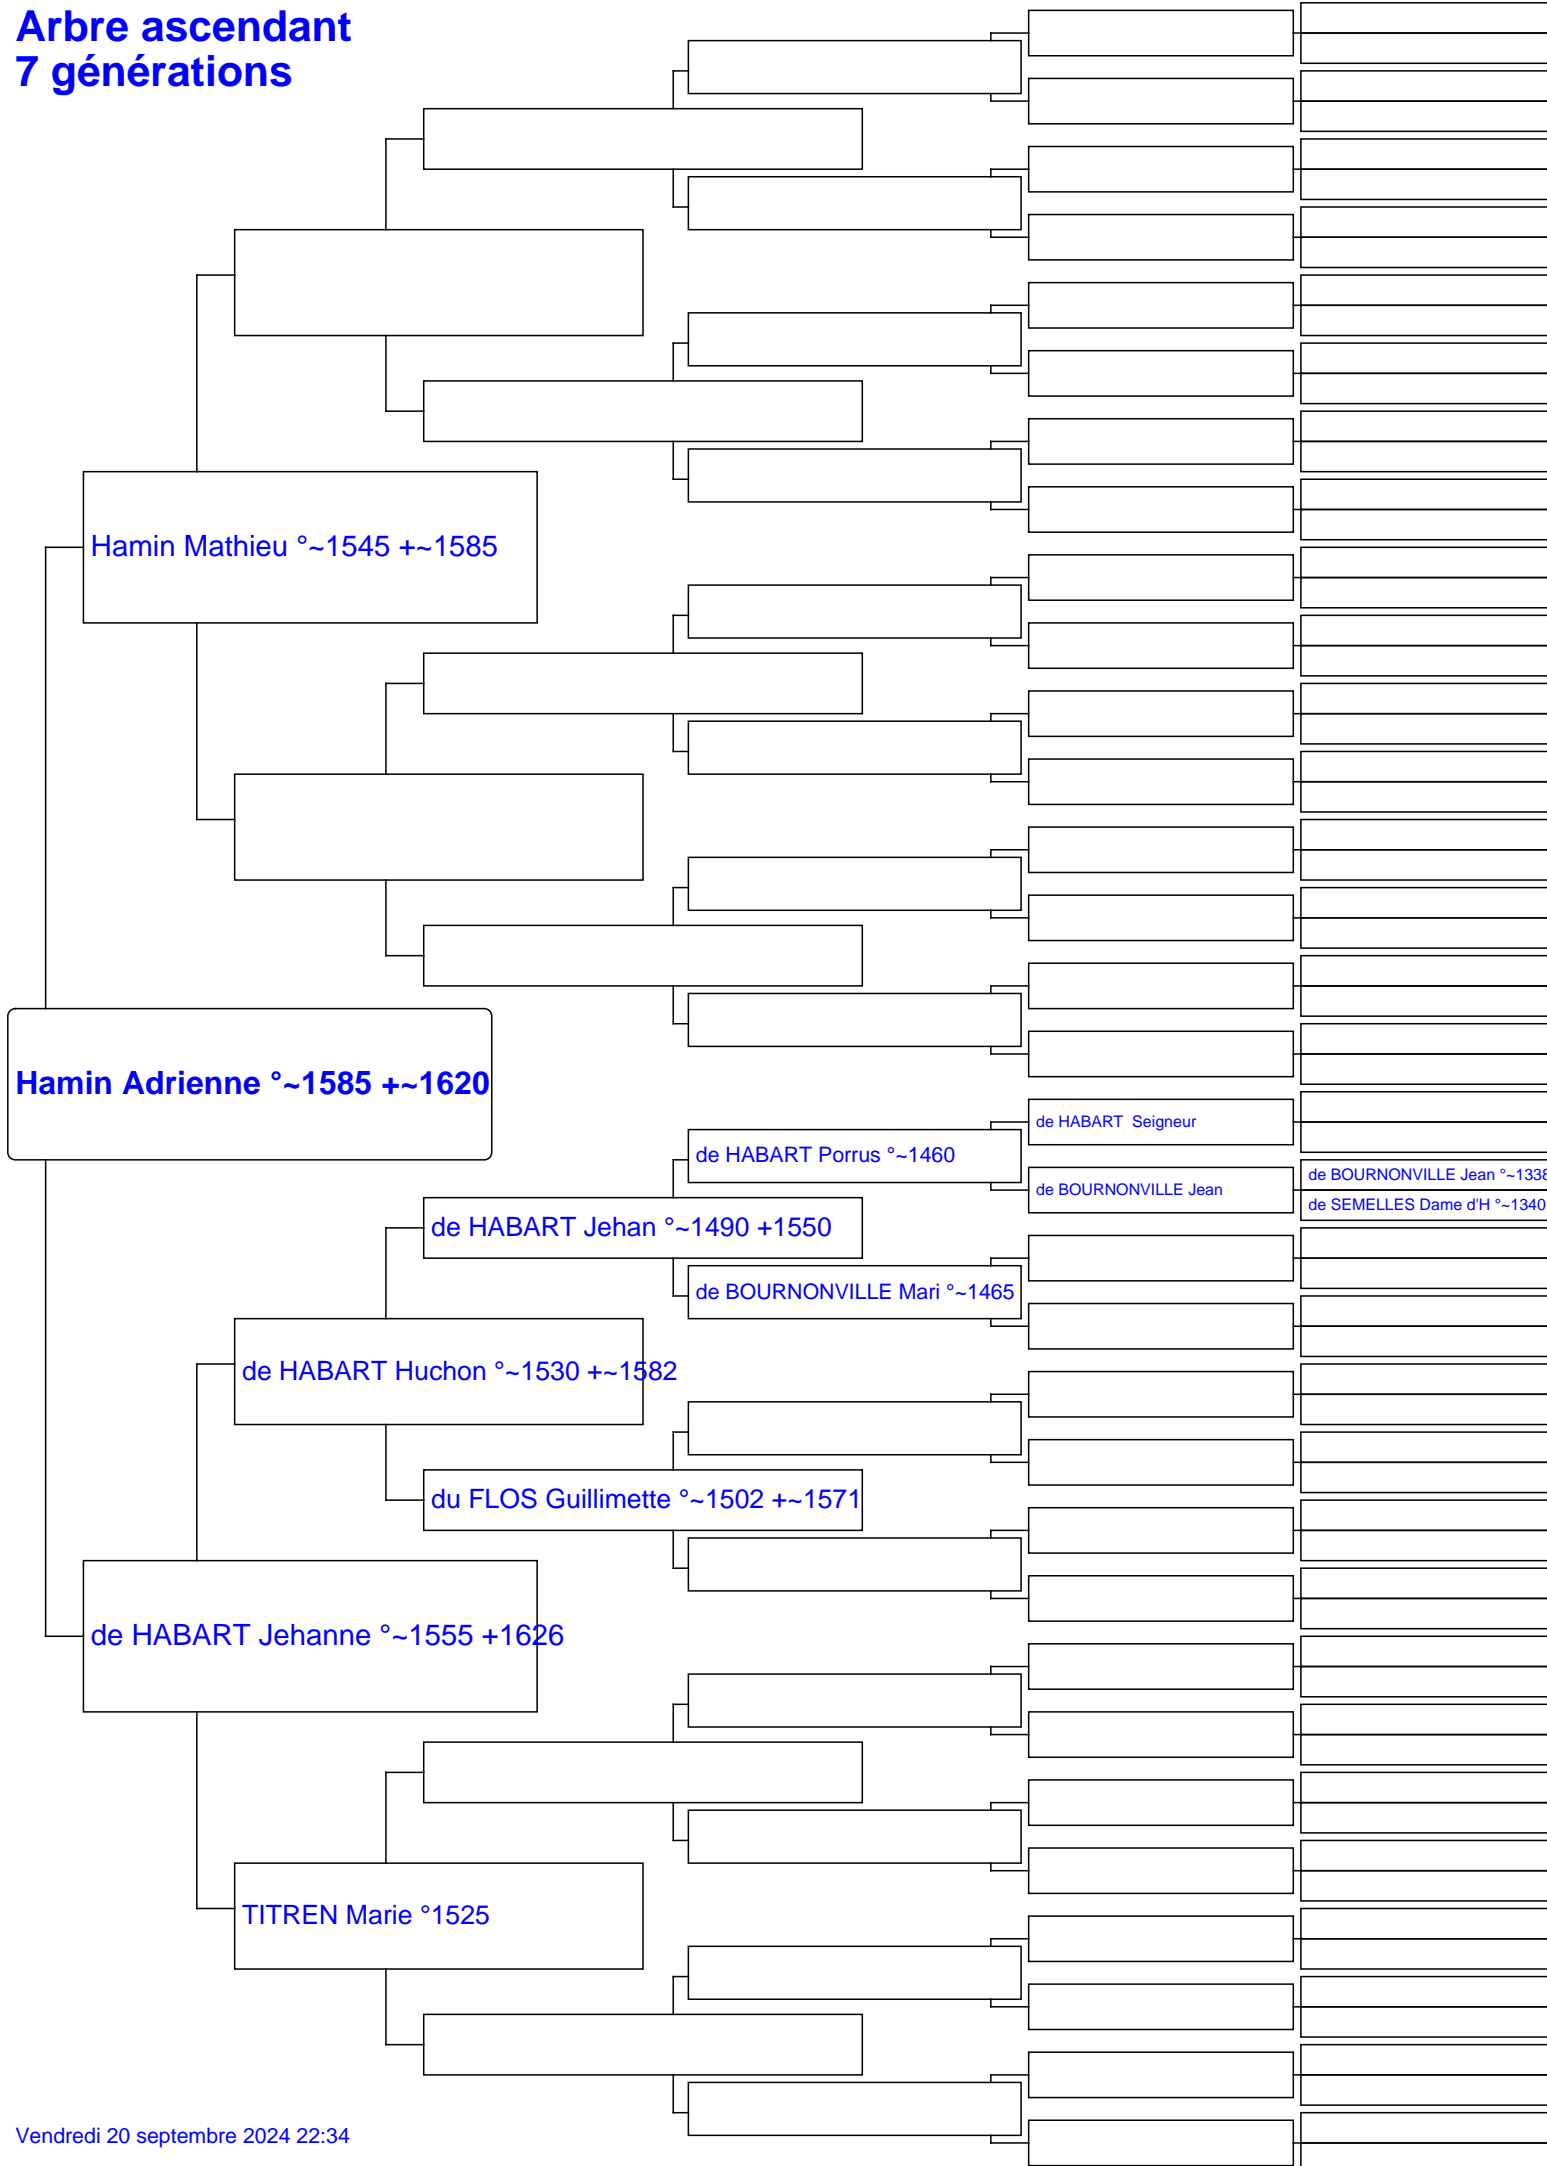 Arbre ascendant
7 générations
Hamin Mathieu °~1545 +~1585
Hamin Adrienne °~1585 +~1620
de HABART Seigneur
de HABART Porrus °~1460
de BOURNONVILLE Jean °~1338
de BOURNONVILLE Jean
de SEMELLES Dame d'H °~1340
de HABART Jehan °~1490 +1550
de BOURNONVILLE Mari °~1465
de HABART Huchon °~1530 +~1582
du FLOS Guillimette °~1502 +~1571
de HABART Jehanne °~1555 +1626
TITREN Marie °1525
Vendredi 20 septembre 2024 22:34